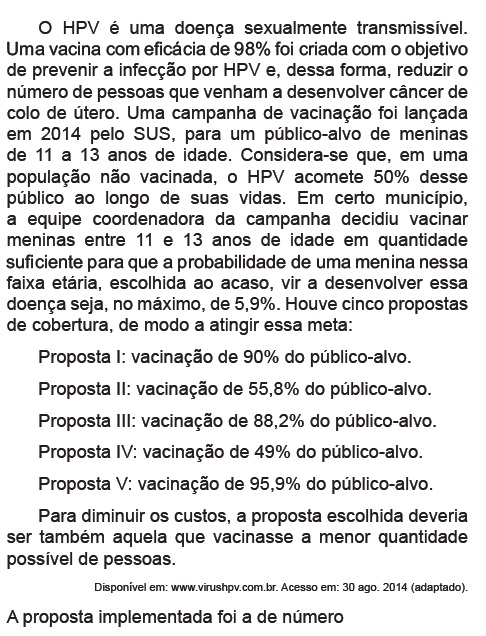 O HPV é uma doença sexualmente transmissível.
Uma vacina com eficácia de 98% foi criada com o objetivo
de prevenir a infecção por HPV e, dessa forma, reduzir o
número de pessoas que venham a desenvolver câncer de
colo de útero. Uma campanha de vacinação foi lançada
em 2014 pelo SUS, para um público-alvo de meninas
de 11 a 13 anos de idade. Considera-se que, em uma
população não vacinada, o HPV acomete 50% desse
público ao longo de suas vidas. Em certo município,
a equipe coordenadora da campanha decidiu vacinar
meninas entre 11 e 13 anos de idade em quantidade
suficiente para que a probabilidade de uma menina nessa
faixa etária, escolhida ao acaso, vir a desenvolver essa
doença seja, no máximo, de 5,9%. Houve cinco propostas
de cobertura, de modo a atingir essa meta:
Proposta I: vacinação de 90% do público-alvo.
Proposta II: vacinação de 55,8% do público-alvo.
Proposta III: vacinação de 88,2% do público-alvo.
Proposta IV: vacinação de 49% do público-alvo.
Proposta V: vacinação de 95,9% do público-alvo.
Para diminuir os custos, a proposta escolhida deveria
ser também aquela que vacinasse a menor quantidade
possível de pessoas.
Disponível em: www.virushpv.com.br. Acesso em: 30 ago. 2014 (adaptado).
A proposta implementada foi a de número